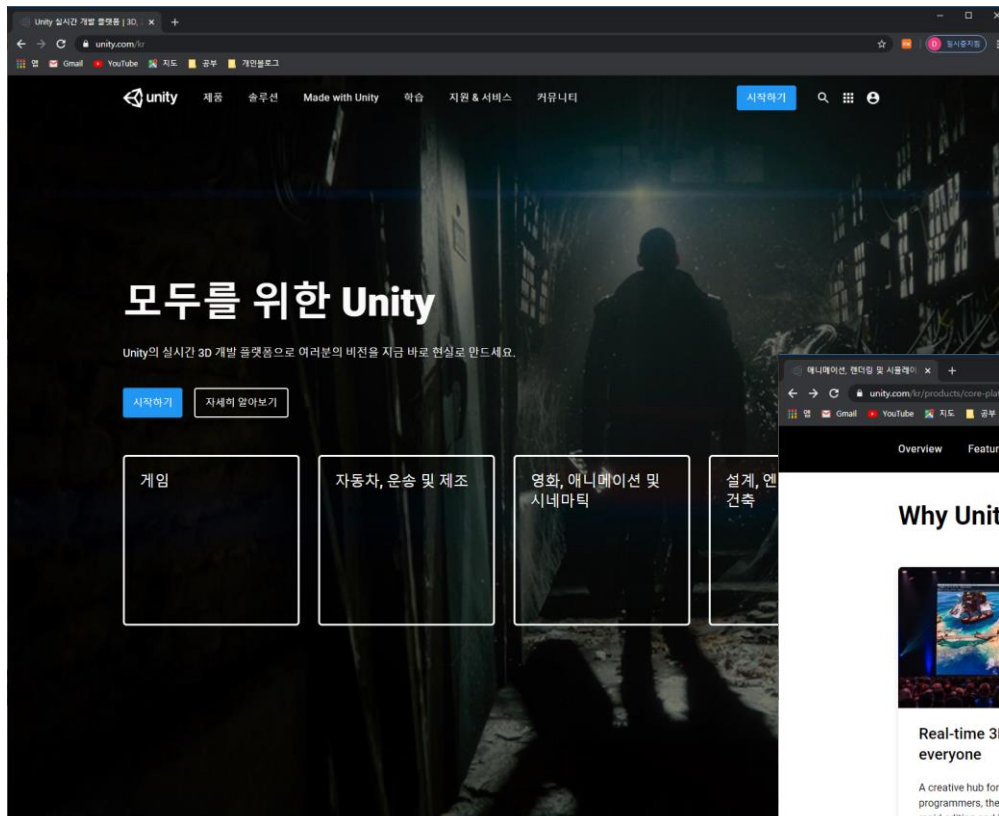 Unity 실시간 개발 플랫폼 | 3D,
unity.com/kr
일시중지됨
앱 Gmail YouTube 지도 공부 개인블로그
unity 제품 솔루션 Made with Unity 학습 지원 & 서비스 커뮤니티 시작하기
모두를 위한 Unity
Unity의 실시간 3D 개발 플랫폼으로 여러분의 비전을 지금 바로 현실로 만드세요.
시작하기 자세히 알아보기
게임
자동차, 운송 및 제조
영화, 애니메이션 및
시네마틱
설계, 엔
건축
애니메이션, 렌더링 및 시뮬레이
unity.com/kr/products/core-plat
앱 Gmail YouTube 지도 공부
Overview Featur
Why Unit
Real-time 3
everyone
A creative hub for
programmers, the